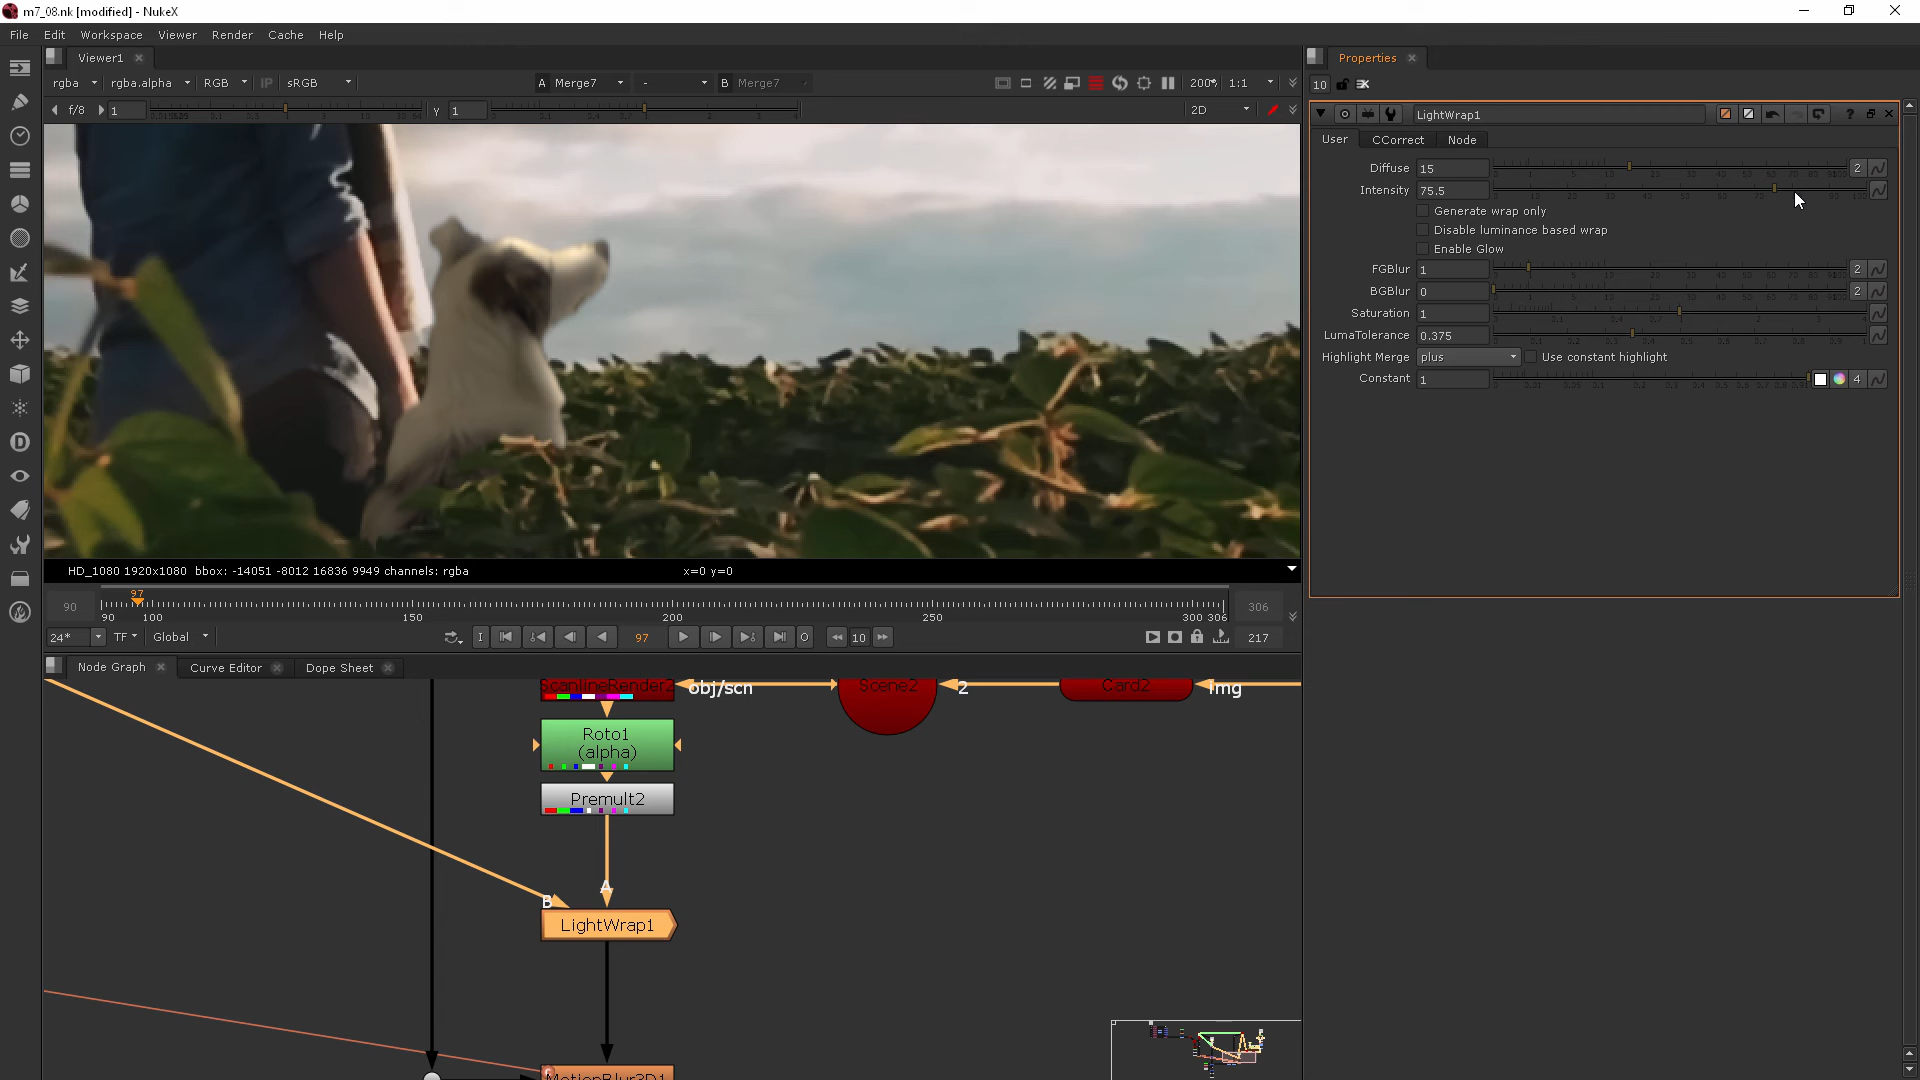 m7_08.nk [modified] - NukeX
File Edit Workspace Viewer Render Cache Help
Viewer1
rgba rgba.alpha RGB IP sRGB A Merge7 - B Merge7 200% 1:1
f/8 1 Y 1 2D
HD_1080 1920x1080 bbox: -14051 -8012 16836 9949 channels: rgba x=0 y=0
90 97 306
90 100 150 200 250 300 306
24* TF Global I 97 O 10 217
Node Graph Curve Editor Dope Sheet
ScanlineRender2 obj/scn Scene2 2 Card2 img
Roto1
(alpha)
Premult2
A
B
LightWrap1
MotionBlur3D1
Properties
10
LightWrap1
User CCorrect Node
Diffuse 15 2
Intensity 75.5
Generate wrap only
Disable luminance based wrap
Enable Glow
FGBlur 1 2
BGBlur 0 2
Saturation 1
LumaTolerance 0.375
Highlight Merge plus Use constant highlight
Constant 1 4